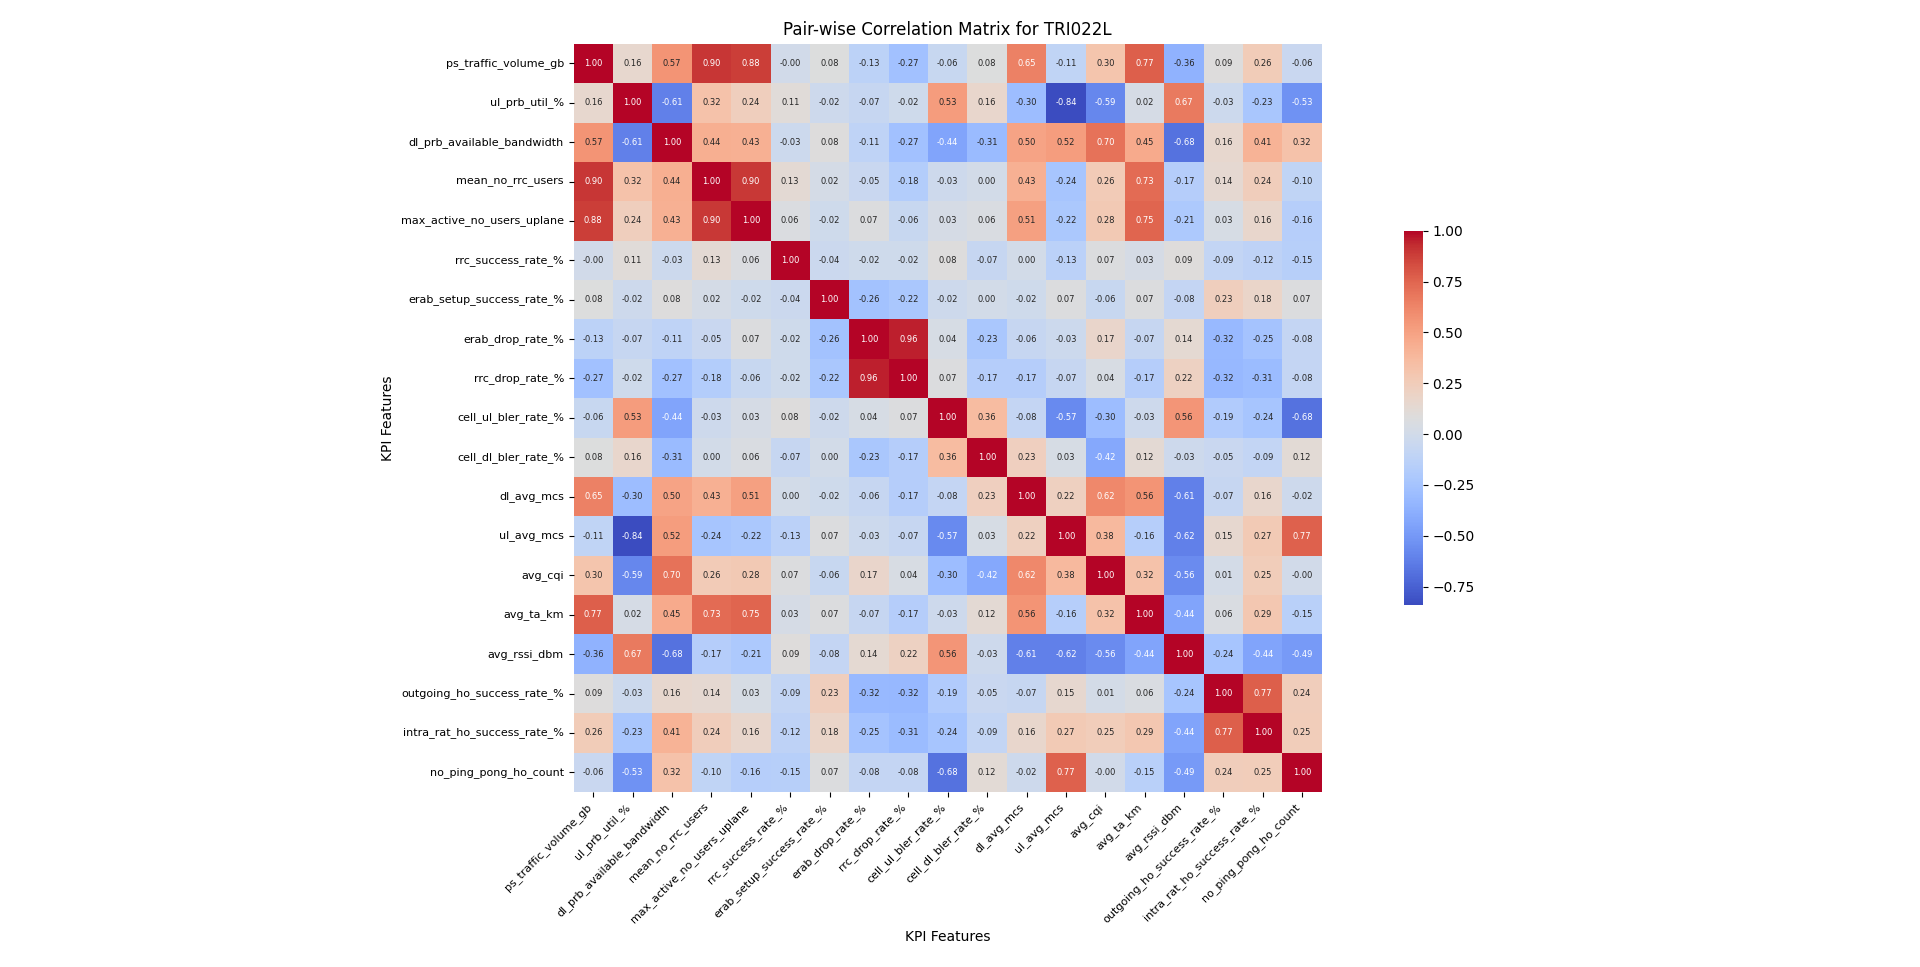 Pair-wise Correlation Matrix for TRI022L
ps_traffic_volume_gb 1.00 0.16 0.57 0.90 0.88 -0.00 0.08 -0.13 -0.27 -0.06 0.08 0.65 -0.11 0.30 0.77 -0.36 0.09 0.26 -0.06
ul_prb_util_% 0.16 1.00 -0.61 0.32 0.24 0.11 -0.02 -0.07 -0.02 0.53 0.16 -0.30 -0.84 -0.59 0.02 0.67 -0.03 -0.23 -0.53
dl_prb_available_bandwidth 0.57 -0.61 1.00 0.44 0.43 -0.03 0.08 -0.11 -0.27 -0.44 -0.31 0.50 0.52 0.70 0.45 -0.68 0.16 0.41 0.32
mean_no_rrc_users 0.90 0.32 0.44 1.00 0.90 0.13 0.02 -0.05 -0.18 -0.03 0.00 0.43 -0.24 0.26 0.73 -0.17 0.14 0.24 -0.10
max_active_no_users_uplane 0.88 0.24 0.43 0.90 1.00 0.06 -0.02 0.07 -0.06 0.03 0.06 0.51 -0.22 0.28 0.75 -0.21 0.03 0.16 -0.16
rrc_success_rate_% -0.00 0.11 -0.03 0.13 0.06 1.00 -0.04 -0.02 -0.02 0.08 -0.07 0.00 -0.13 0.07 0.03 0.09 -0.09 -0.12 -0.15
erab_setup_success_rate_% 0.08 -0.02 0.08 0.02 -0.02 -0.04 1.00 -0.26 -0.22 -0.02 0.00 -0.02 0.07 -0.06 0.07 -0.08 0.23 0.18 0.07
erab_drop_rate_% -0.13 -0.07 -0.11 -0.05 0.07 -0.02 -0.26 1.00 0.96 0.04 -0.23 -0.06 -0.03 0.17 -0.07 0.14 -0.32 -0.25 -0.08
rrc_drop_rate_% -0.27 -0.02 -0.27 -0.18 -0.06 -0.02 -0.22 0.96 1.00 0.07 -0.17 -0.17 -0.07 0.04 -0.17 0.22 -0.32 -0.31 -0.08
cell_ul_bler_rate_% -0.06 0.53 -0.44 -0.03 0.03 0.08 -0.02 0.04 0.07 1.00 0.36 -0.08 -0.57 -0.30 -0.03 0.56 -0.19 -0.24 -0.68
cell_dl_bler_rate_% 0.08 0.16 -0.31 0.00 0.06 -0.07 0.00 -0.23 -0.17 0.36 1.00 0.23 0.03 -0.42 0.12 -0.03 -0.05 -0.09 0.12
dl_avg_mcs 0.65 -0.30 0.50 0.43 0.51 0.00 -0.02 -0.06 -0.17 -0.08 0.23 1.00 0.22 0.62 0.56 -0.61 -0.07 0.16 -0.02
ul_avg_mcs -0.11 -0.84 0.52 -0.24 -0.22 -0.13 0.07 -0.03 -0.07 -0.57 0.03 0.22 1.00 0.38 -0.16 -0.62 0.15 0.27 0.77
avg_cqi 0.30 -0.59 0.70 0.26 0.28 0.07 -0.06 0.17 0.04 -0.30 -0.42 0.62 0.38 1.00 0.32 -0.56 0.01 0.25 -0.00
avg_ta_km 0.77 0.02 0.45 0.73 0.75 0.03 0.07 -0.07 -0.17 -0.03 0.12 0.56 -0.16 0.32 1.00 -0.44 0.06 0.29 -0.15
avg_rssi_dbm -0.36 0.67 -0.68 -0.17 -0.21 0.09 -0.08 0.14 0.22 0.56 -0.03 -0.61 -0.62 -0.56 -0.44 1.00 -0.24 -0.44 -0.49
outgoing_ho_success_rate_% 0.09 -0.03 0.16 0.14 0.03 -0.09 0.23 -0.32 -0.32 -0.19 -0.05 -0.07 0.15 0.01 0.06 -0.24 1.00 0.77 0.24
intra_rat_ho_success_rate_% 0.26 -0.23 0.41 0.24 0.16 -0.12 0.18 -0.25 -0.31 -0.24 -0.09 0.16 0.27 0.25 0.29 -0.44 0.77 1.00 0.25
no_ping_pong_ho_count -0.06 -0.53 0.32 -0.10 -0.16 -0.15 0.07 -0.08 -0.08 -0.68 0.12 -0.02 0.77 -0.00 -0.15 -0.49 0.24 0.25 1.00
KPI Features
ps_traffic_volume_gb
ul_prb_util_%
dl_prb_available_bandwidth
mean_no_rrc_users
max_active_no_users_uplane
rrc_success_rate_%
erab_setup_success_rate_%
erab_drop_rate_%
rrc_drop_rate_%
cell_ul_bler_rate_%
cell_dl_bler_rate_%
dl_avg_mcs
ul_avg_mcs
avg_cqi
avg_ta_km
avg_rssi_dbm
outgoing_ho_success_rate_%
intra_rat_ho_success_rate_%
no_ping_pong_ho_count
KPI Features
1.00
0.75
0.50
0.25
0.00
−0.25
−0.50
−0.75